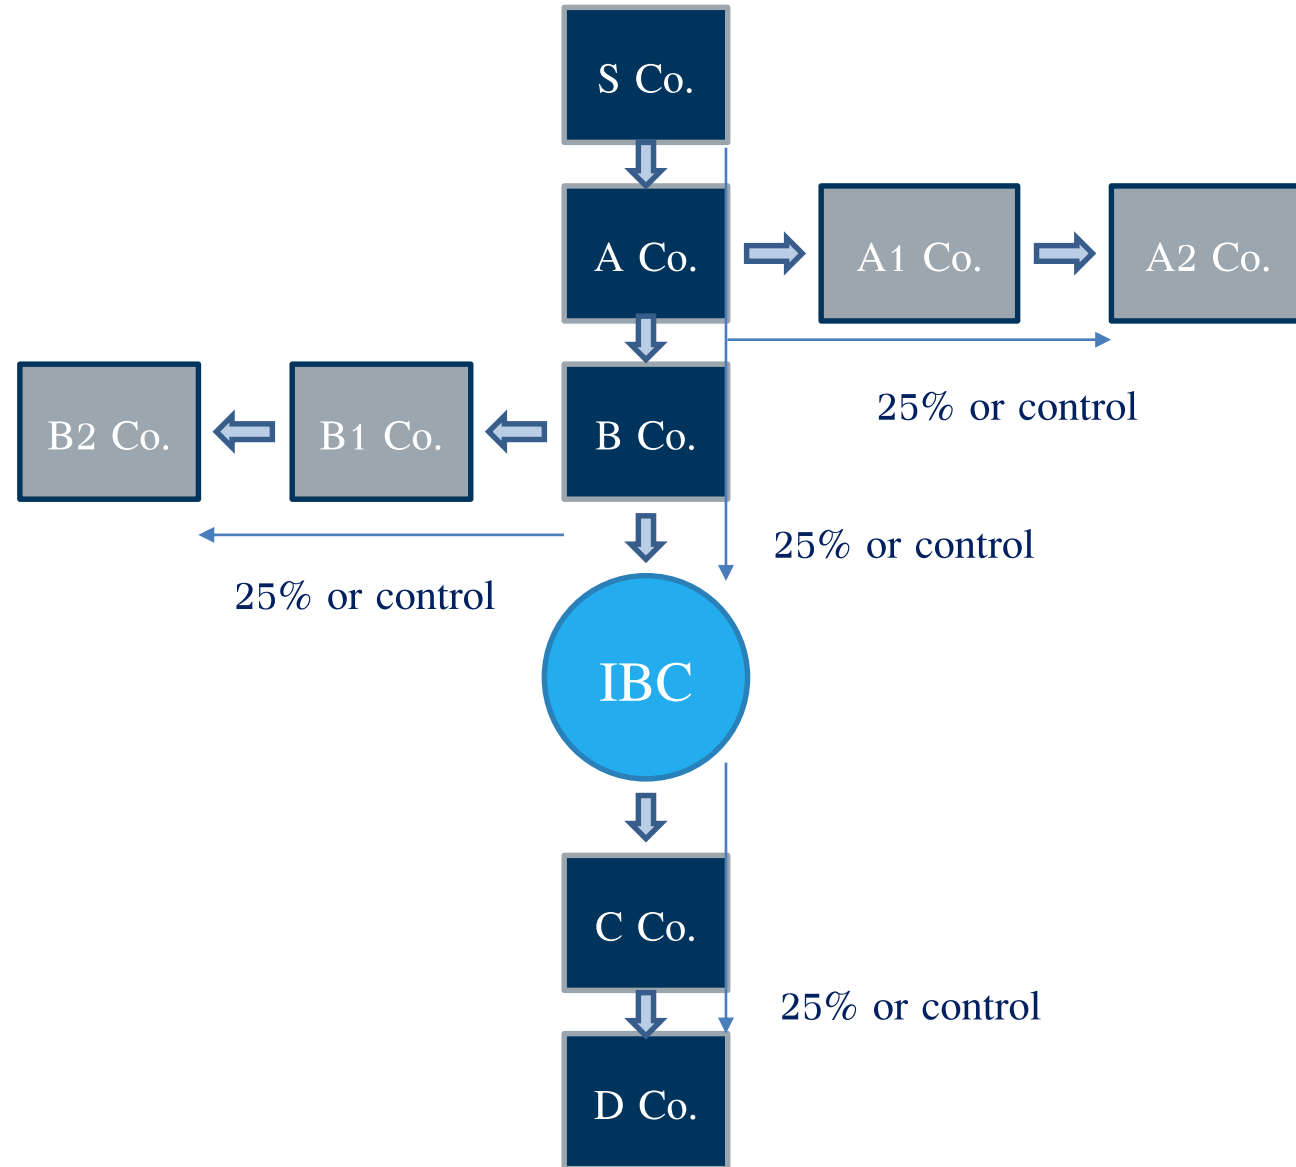 S Co.
A Co.
A1 Co.
A2 Co.
25% or control
B2 Co.
B1 Co.
B Co.
25% or control
25% or control
IBC
C Co.
25% or control
D Co.